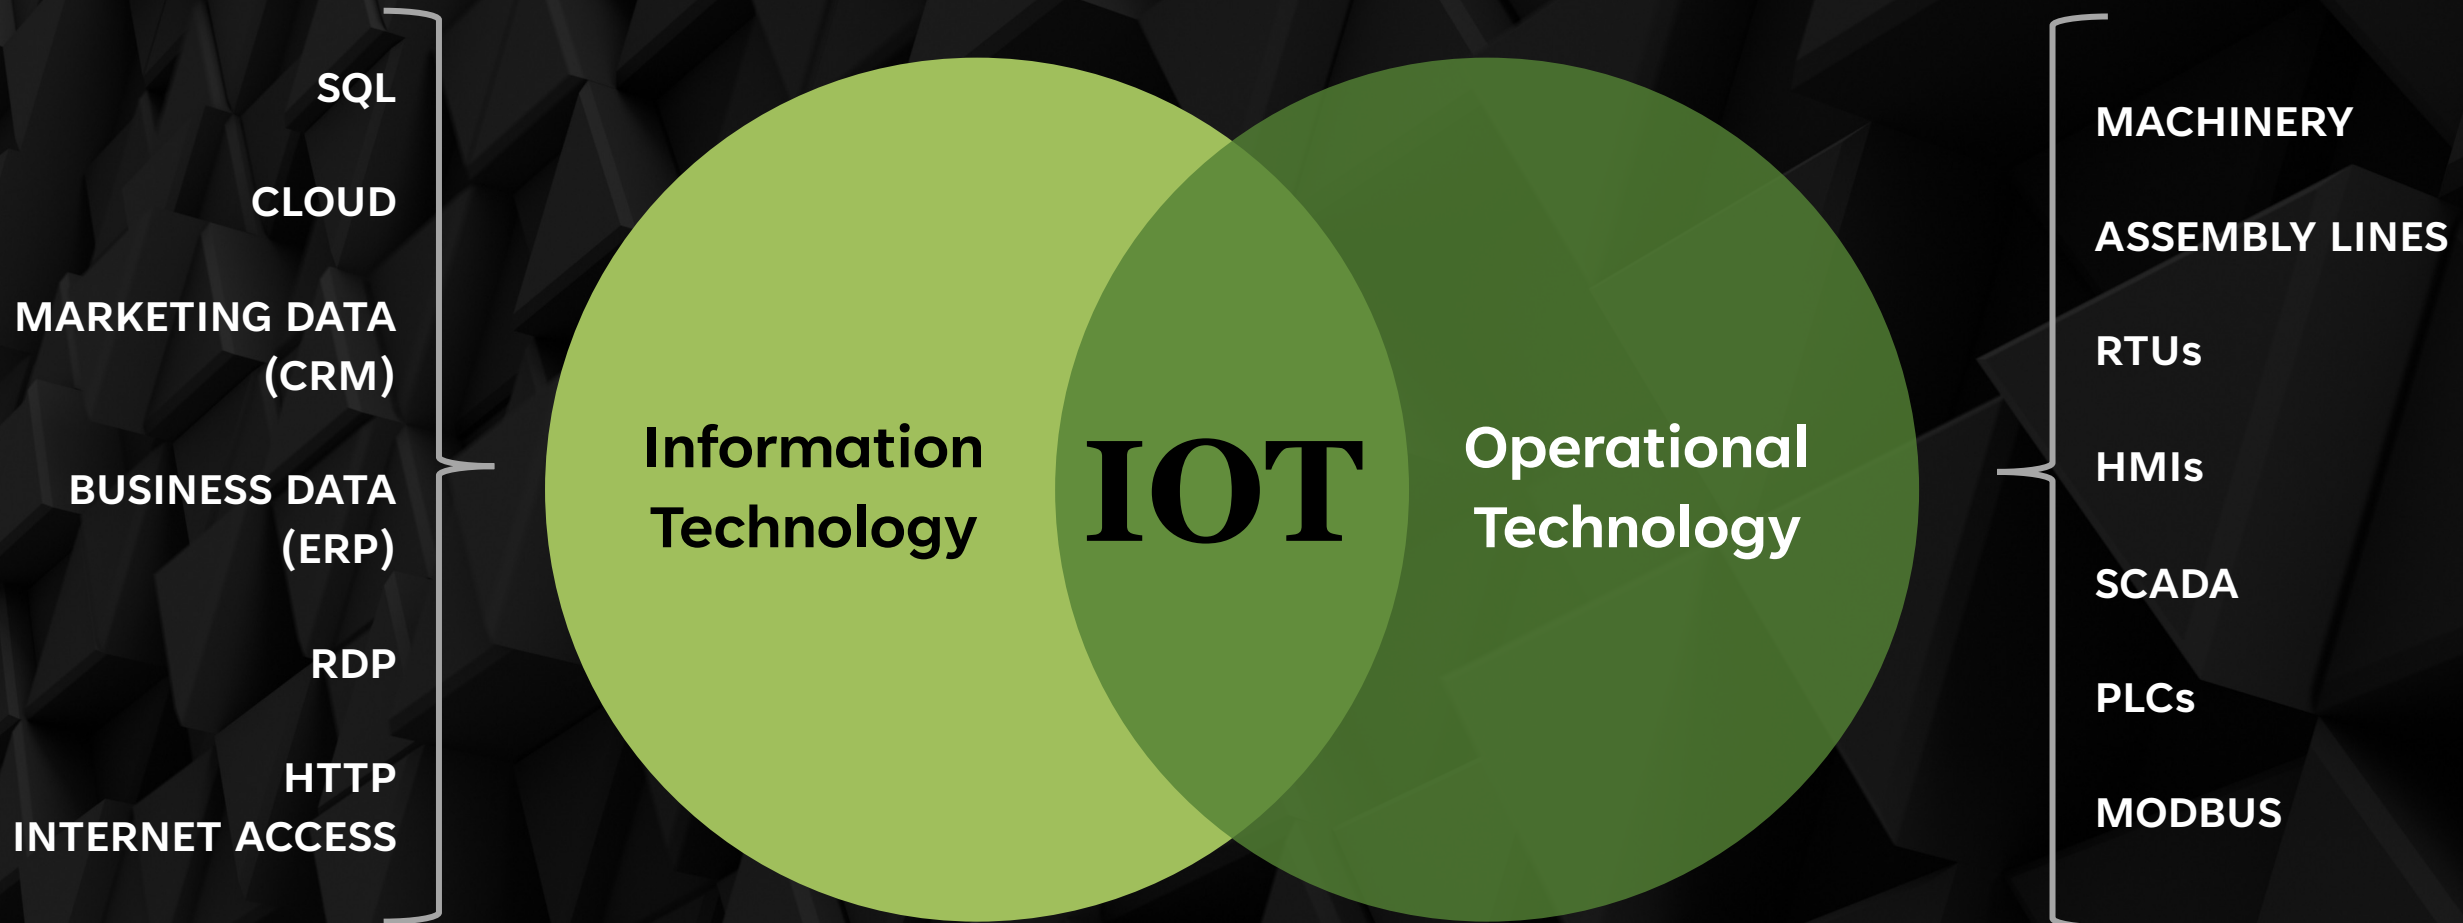 SQL
CLOUD
MARKETING DATA
(CRM)
BUSINESS DATA
(ERP)
RDP
HTTP
INTERNET ACCESS
Information
Technology
IOT
Operational
Technology
MACHINERY
ASSEMBLY LINES
RTUs
HMIs
SCADA
PLCs
MODBUS